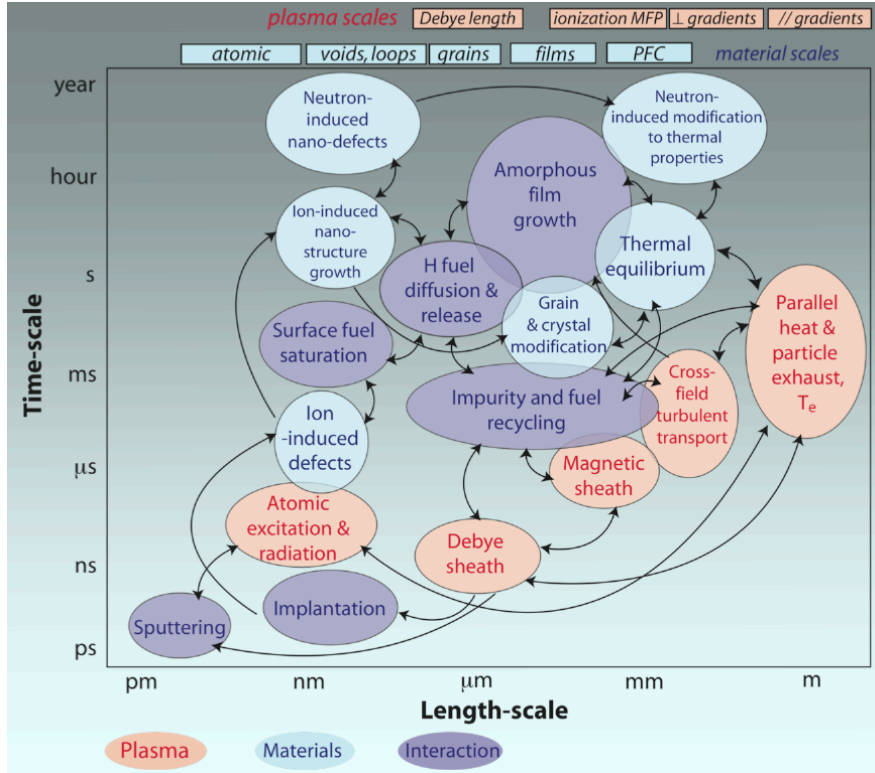 plasma scales
Debye length
ionization MFP
⊥ gradients
// gradients
atomic
voids, loops
grains
films
PFC
material scales
year
hour
s
ms
μs
ns
ps
Time-scale
Neutron-
induced
nano-defects
Neutron-
induced modification
to thermal
properties
Amorphous
film
growth
Ion-induced
nano-
structure
growth
Thermal
equilibrium
H fuel
diffusion &
release
Grain
& crystal
modification
Surface fuel
saturation
Parallel
heat &
particle
exhaust,
Te
Cross-
field
turbulent
transport
Impurity and fuel
recycling
Ion
-induced
defects
Magnetic
sheath
Atomic
excitation &
radiation
Debye
sheath
Implantation
Sputtering
pm
nm
μm
mm
m
Length-scale
Plasma
Materials
Interaction